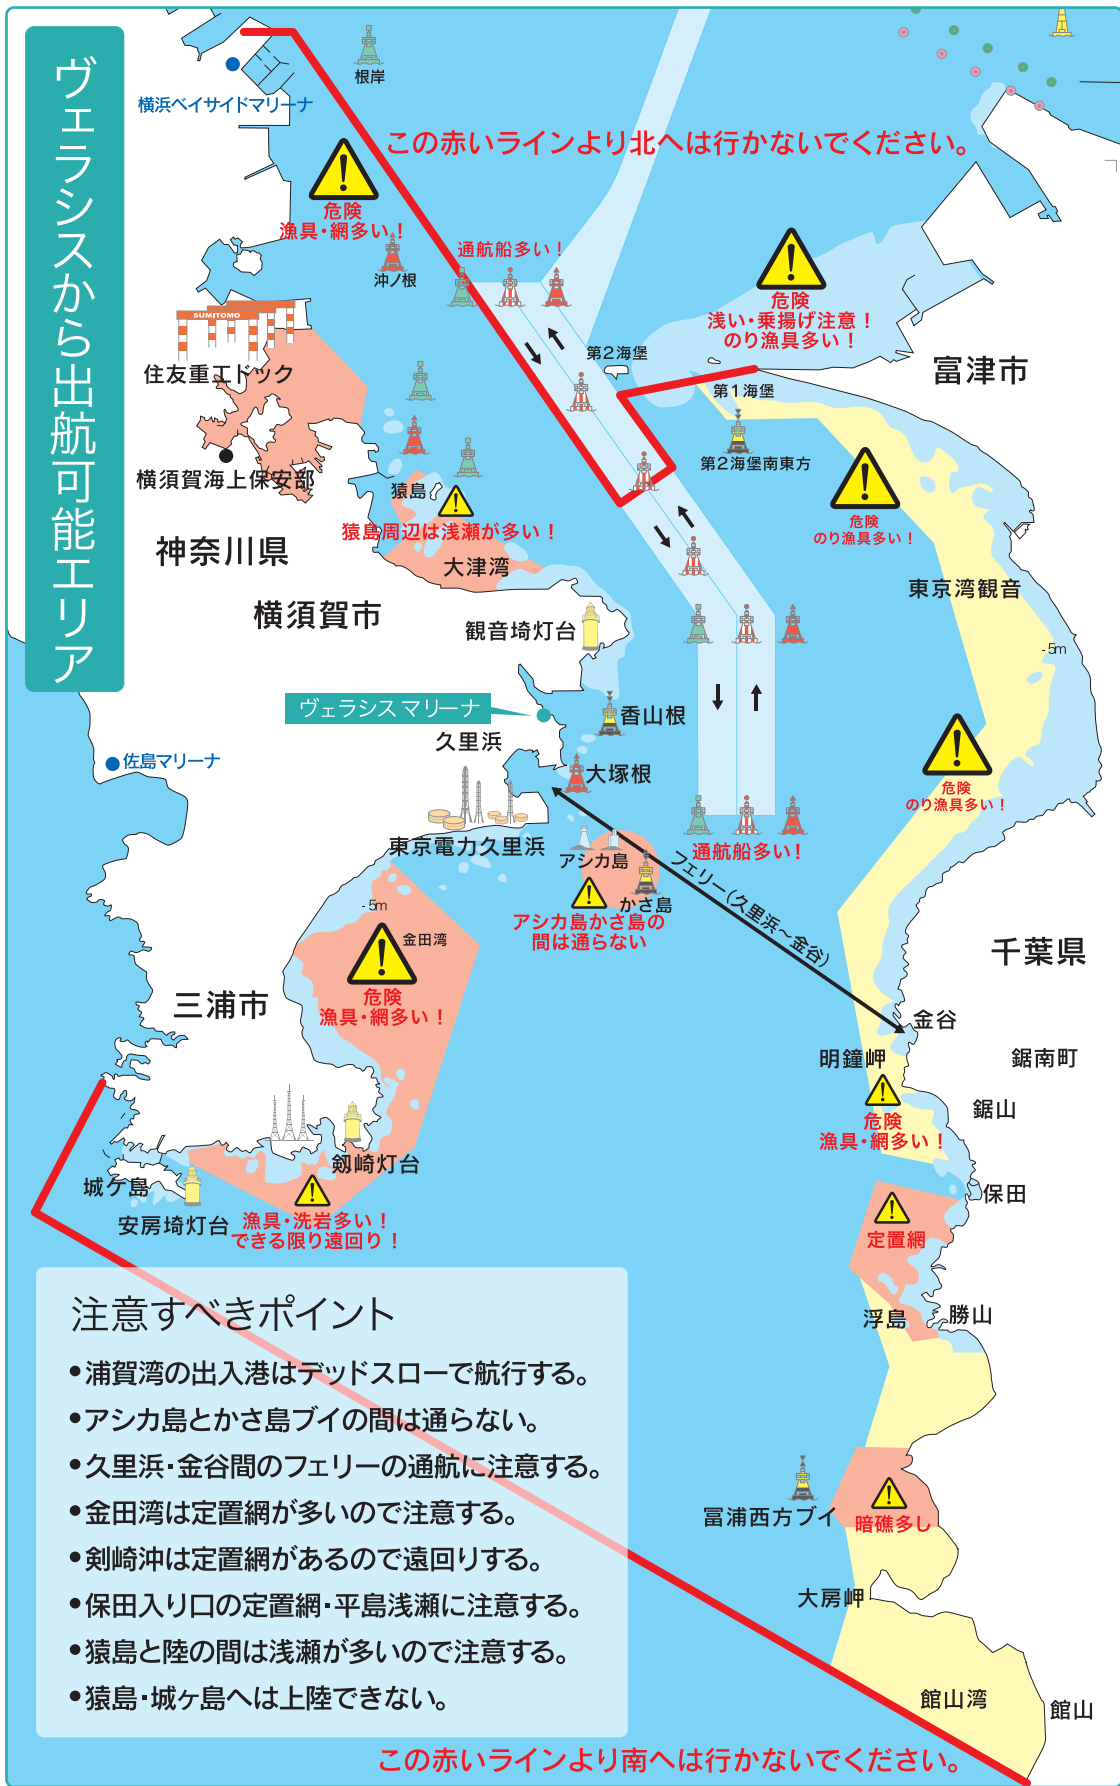 ヴェラシスから出航可能エリア
根岸
横浜ベイサイドマリーナ
この赤いラインより北へは行かないでください。
危険
漁具・網多い！
沖ノ根
通航船多い！
危険
浅い・乗揚げ注意！
のり漁具多い！
SUMITOMO
住友重工ドック
第2海堡
富津市
第1海堡
第2海堡南東方
横須賀海上保安部
猿島
猿島周辺は浅瀬が多い！
大津湾
危険
のり漁具多い！
神奈川県
横須賀市
東京湾観音
観音埼灯台
-5m
ヴェラシス マリーナ
香山根
久里浜
佐島マリーナ
大塚根
危険
のり漁具多い！
東京電力久里浜
アシカ島
通航船多い！
かさ島
アシカ島かさ島の
間は通らない
フェリー(久里浜〜金谷)
-5m
金田湾
危険
漁具・網多い！
千葉県
三浦市
金谷
明鐘岬
鋸南町
危険
漁具・網多い！
鋸山
剱崎灯台
城ケ島
安房埼灯台
漁具・洗岩多い！
できる限り遠回り！
保田
定置網
浮島
勝山
注意すべきポイント
•浦賀湾の出入港はデッドスローで航行する。
•アシカ島とかさ島ブイの間は通らない。
•久里浜・金谷間のフェリーの通航に注意する。
•金田湾は定置網が多いので注意する。
•剣崎沖は定置網があるので遠回りする。
•保田入り口の定置網・平島浅瀬に注意する。
•猿島と陸の間は浅瀬が多いので注意する。
•猿島・城ヶ島へは上陸できない。
冨浦西方ブイ
暗礁多し
大房岬
館山湾
館山
この赤いラインより南へは行かないでください。